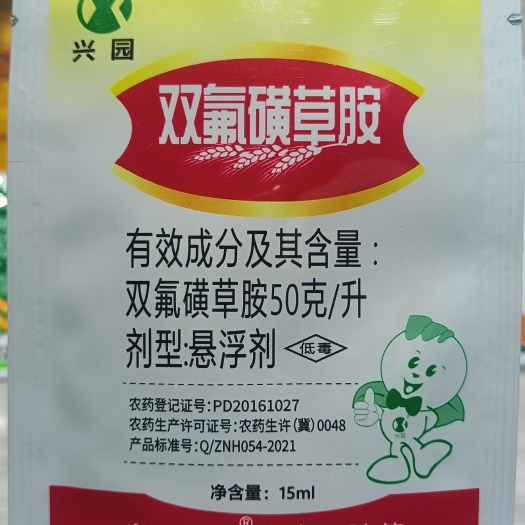 兴园
双氟磺草胺
有效成分及其含量：
双氟磺草胺50克/升
剂型:悬浮剂 低毒
农药登记证号：PD20161027
农药生产许可证号：农药生许(冀)0048
产品标准号：Q/ZNH054-2021
兴园
净含量：15ml
®